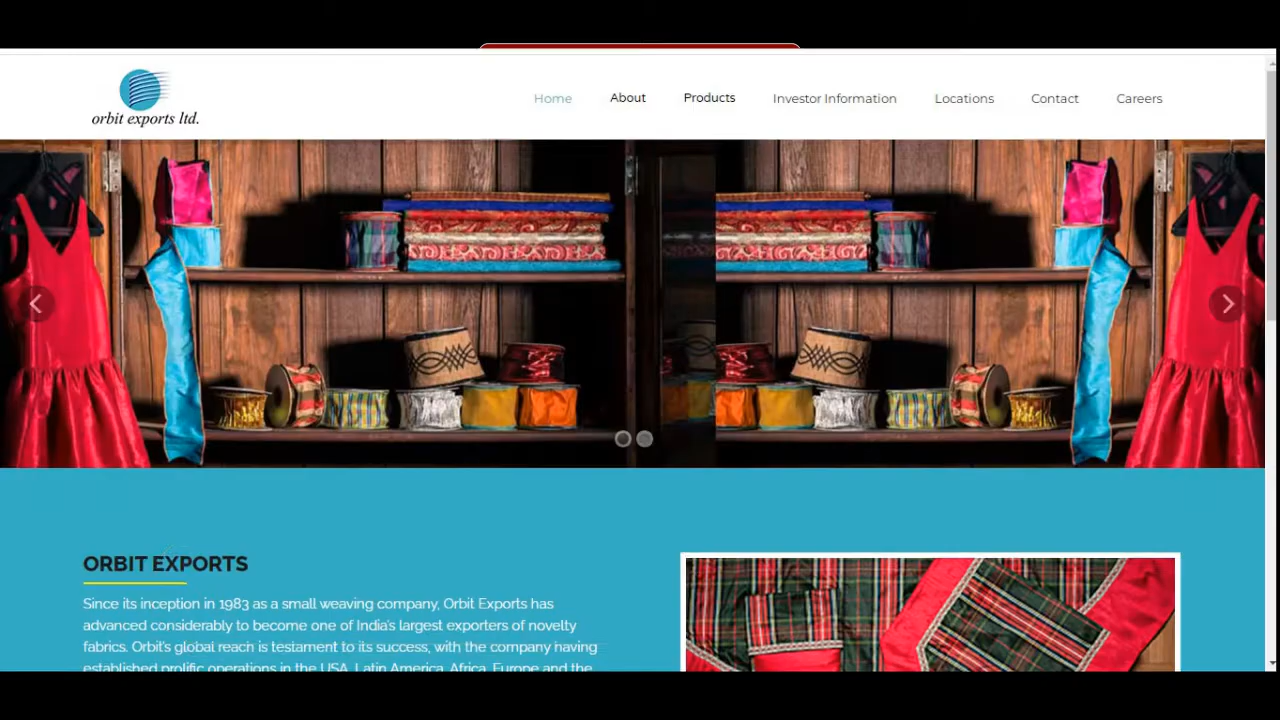 orbit exports ltd.
Home About Products Investor Information Locations Contact Careers
ORBIT EXPORTS
Since its inception in 1983 as a small weaving company, Orbit Exports has
advanced considerably to become one of India's largest exporters of novelty
fabrics. Orbit's global reach is testament to its success, with the company having
established prolific operations in the USA, Latin America, Africa, Europe and the